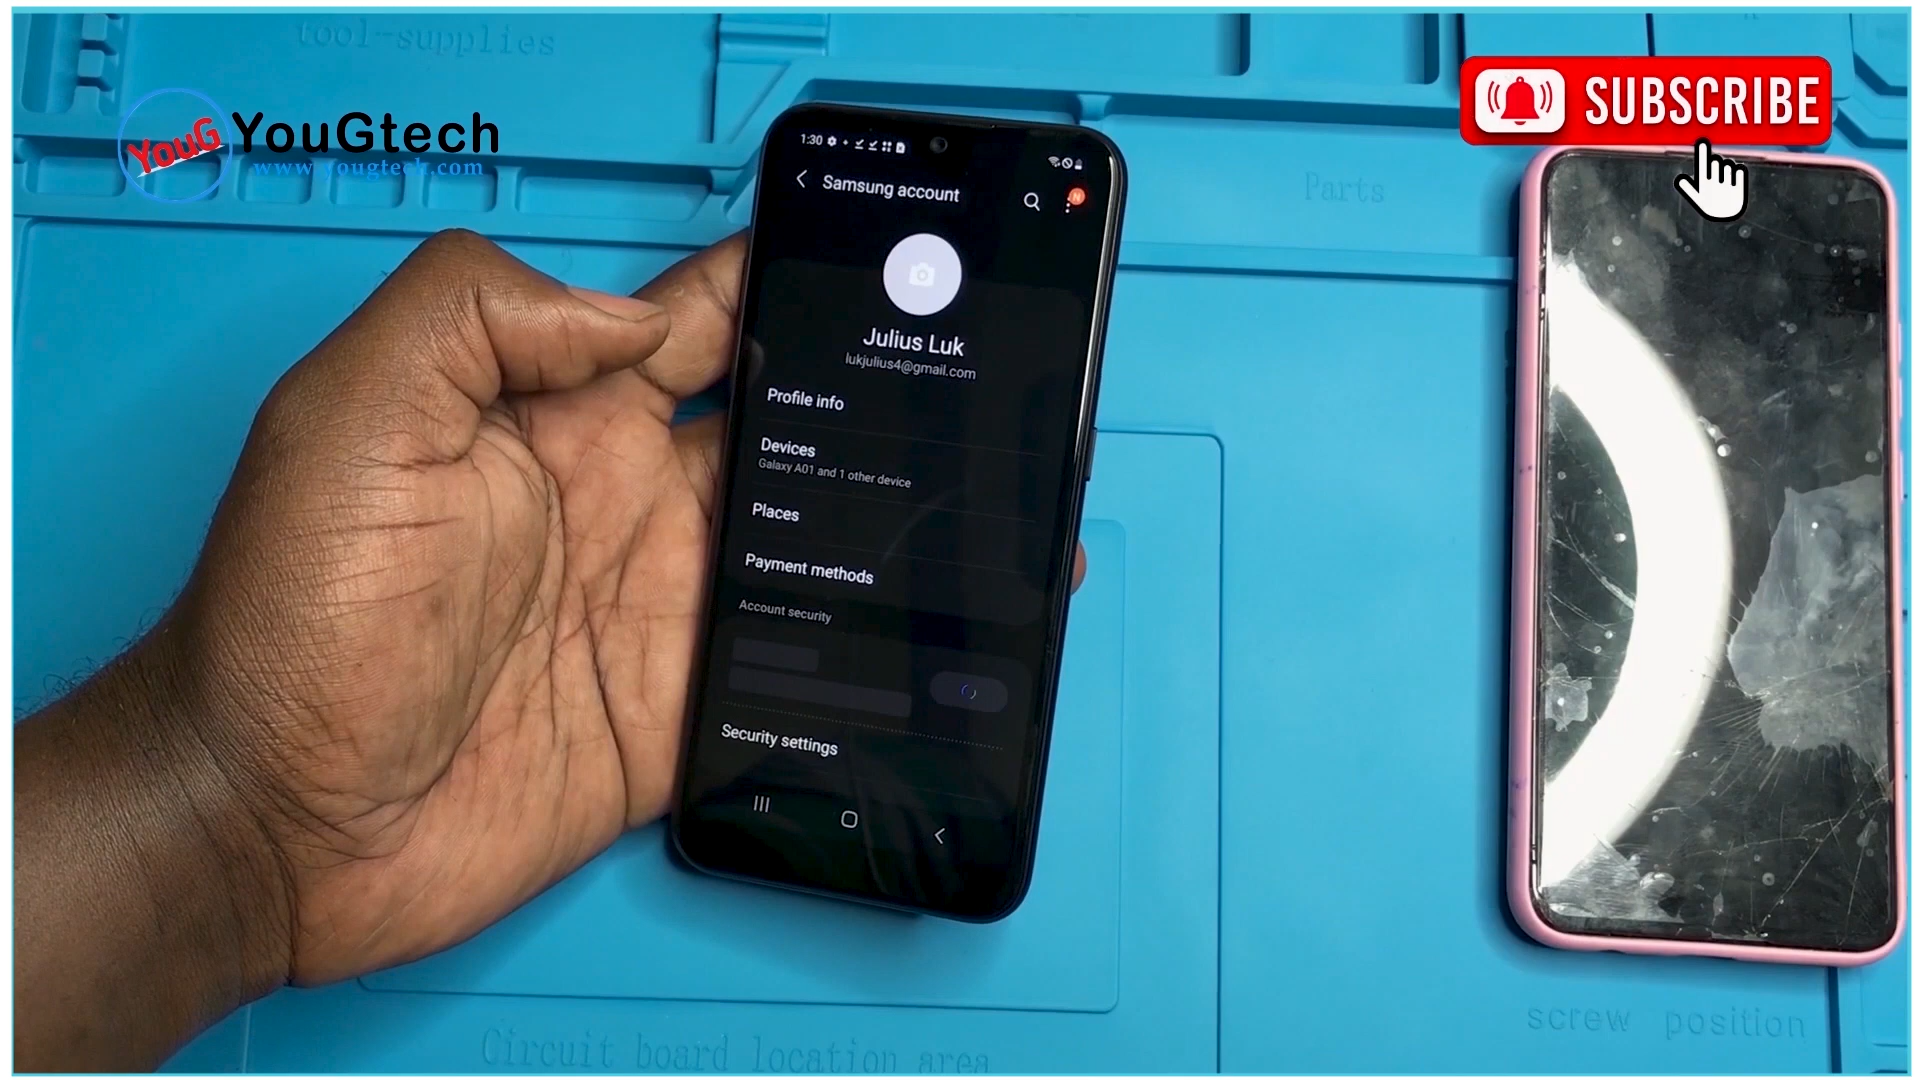 tool-supplies
YouG
YouGtech
www.yougtech.com
SUBSCRIBE
Parts
1:30
Samsung account
N
Julius Luk
lukjulius4@gmail.com
Profile info
Devices
Galaxy A01 and 1 other device
Places
Payment methods
Account security
Security settings
screw position
Circuit board location area